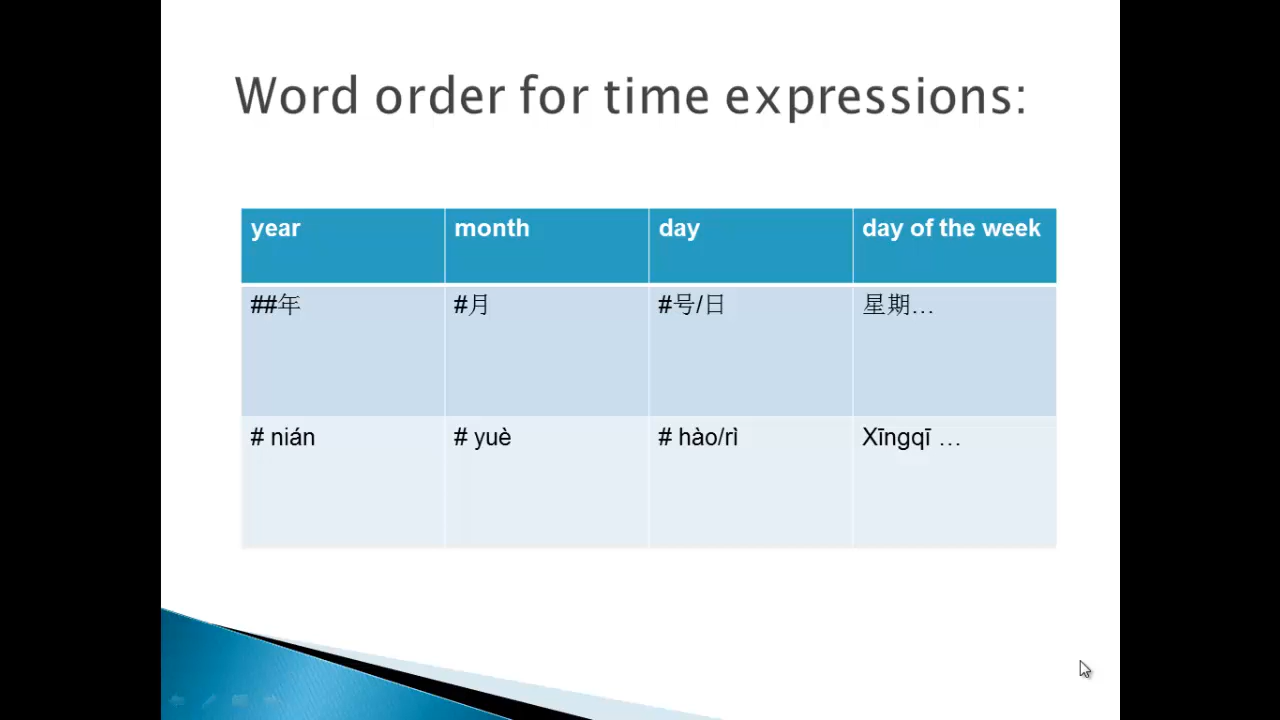 Word order for time expressions:
year month day day of the week
##年 #月 #号/日 星期…
# nián # yuè # hào/rì Xīngqī …